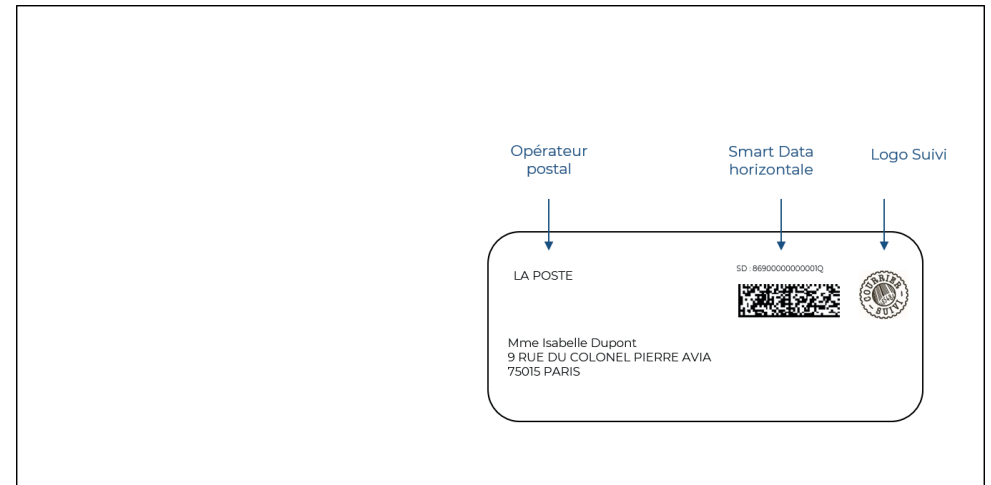 Opérateur
postal
Smart Data
horizontale
Logo Suivi
LA POSTE
SD : 86900000000001Q
COURRIER
SUIVI
Mme Isabelle Dupont
9 RUE DU COLONEL PIERRE AVIA
75015 PARIS